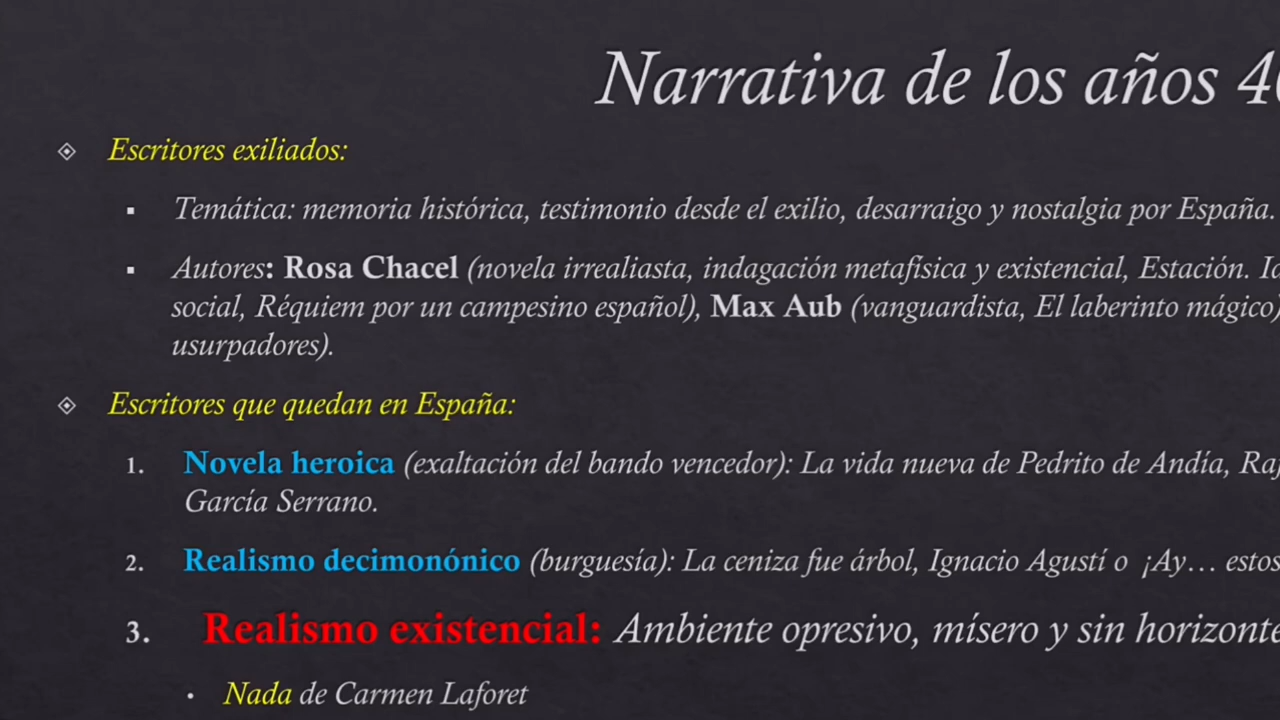 Narrativa de los años
Escritores exiliados:
Temática: memoria histórica, testimonio desde el exilio, desarraigo y nostalgia por España.
Autores: Rosa Chacel (novela irrealiasta, indagación metafísica y existencial, Estación.
social, Réquiem por un campesino español), Max Aub (vanguardista, El laberinto mágico)
usurpadores).
Escritores que quedan en España:
1. Novela heroica (exaltación del bando vencedor): La vida nueva de Pedrito de Andía,
García Serrano.
2. Realismo decimonónico (burguesía): La ceniza fue árbol, Ignacio Agustí o ¡Ay… estos
3. Realismo existencial: Ambiente opresivo, mísero y sin
Nada de Carmen Laforet